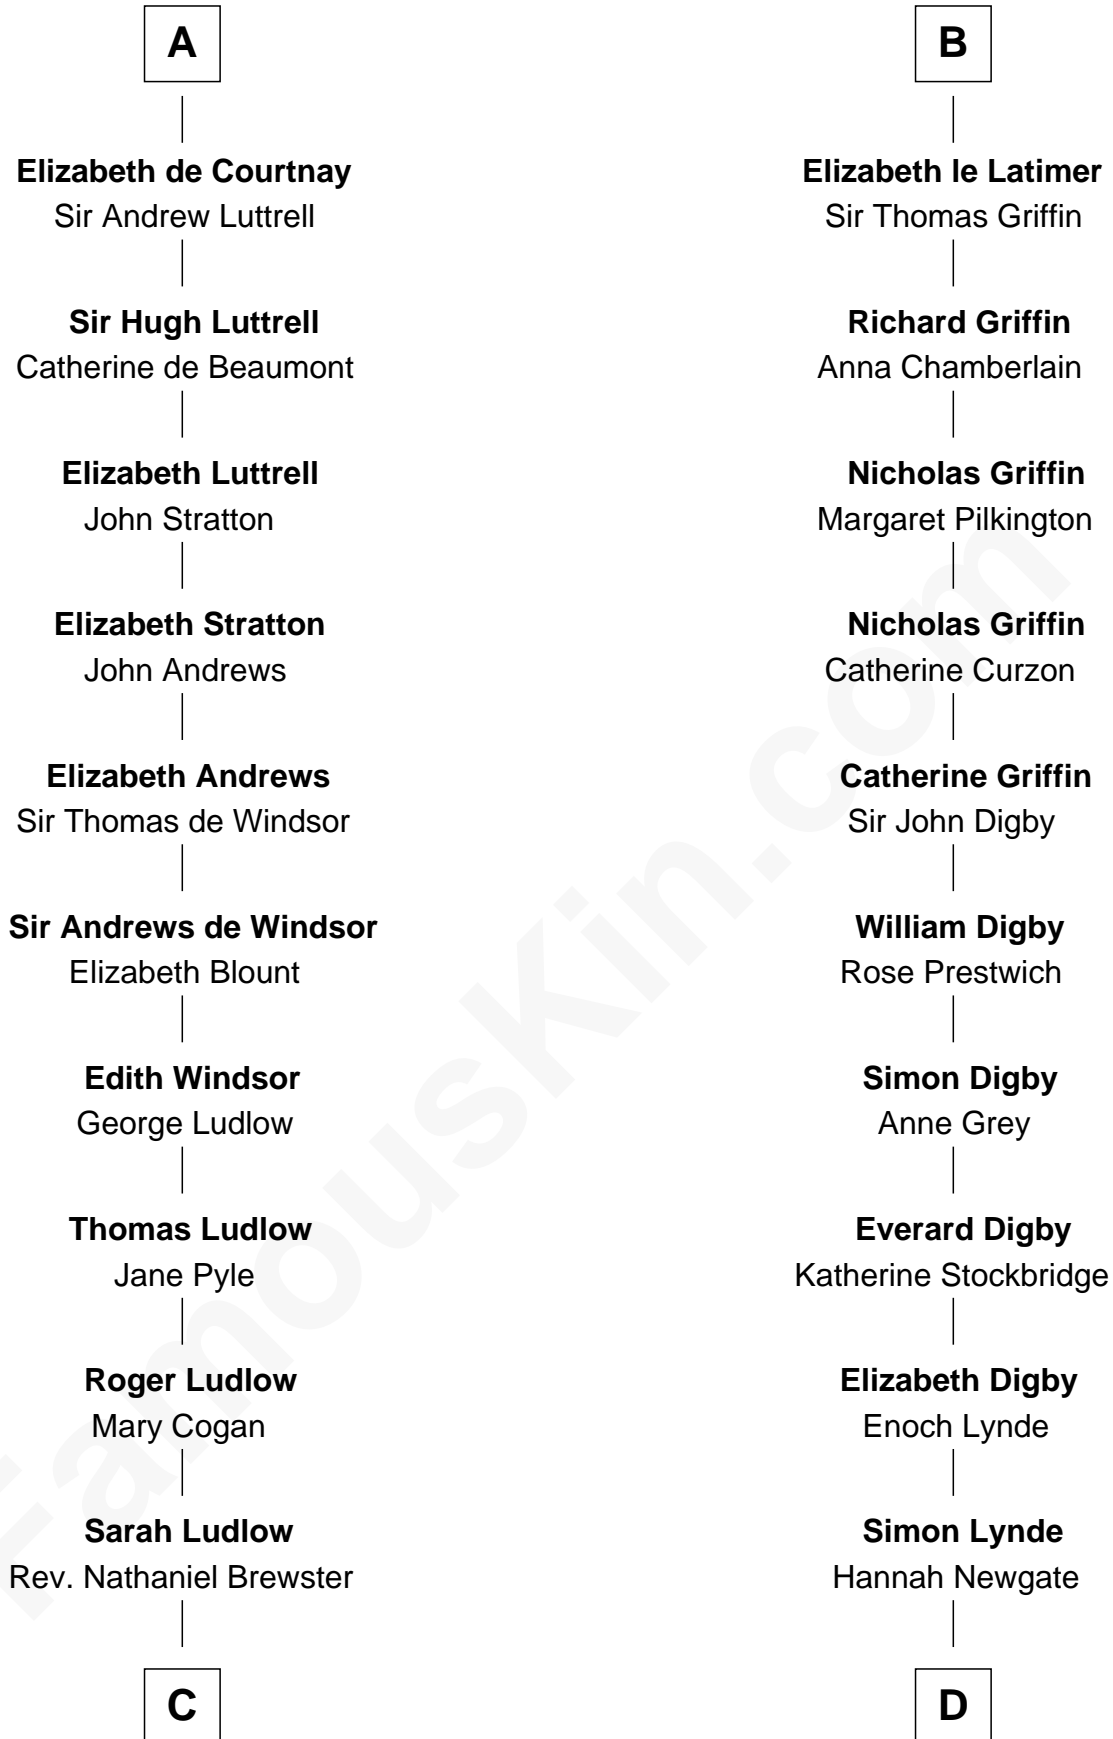 A
Elizabeth de Courtnay
Sir Andrew Luttrell
Sir Hugh Luttrell
Catherine de Beaumont
Elizabeth Luttrell
John Stratton
Elizabeth Stratton
John Andrews
Elizabeth Andrews
Sir Thomas de Windsor
Sir Andrews de Windsor
Elizabeth Blount
Edith Windsor
George Ludlow
Thomas Ludlow
Jane Pyle
Roger Ludlow
Mary Cogan
Sarah Ludlow
Rev. Nathaniel Brewster
C
B
Elizabeth le Latimer
Sir Thomas Griffin
Richard Griffin
Anna Chamberlain
Nicholas Griffin
Margaret Pilkington
Nicholas Griffin
Catherine Curzon
Catherine Griffin
Sir John Digby
William Digby
Rose Prestwich
Simon Digby
Anne Grey
Everard Digby
Katherine Stockbridge
Elizabeth Digby
Enoch Lynde
Simon Lynde
Hannah Newgate
D
FamousKin.com